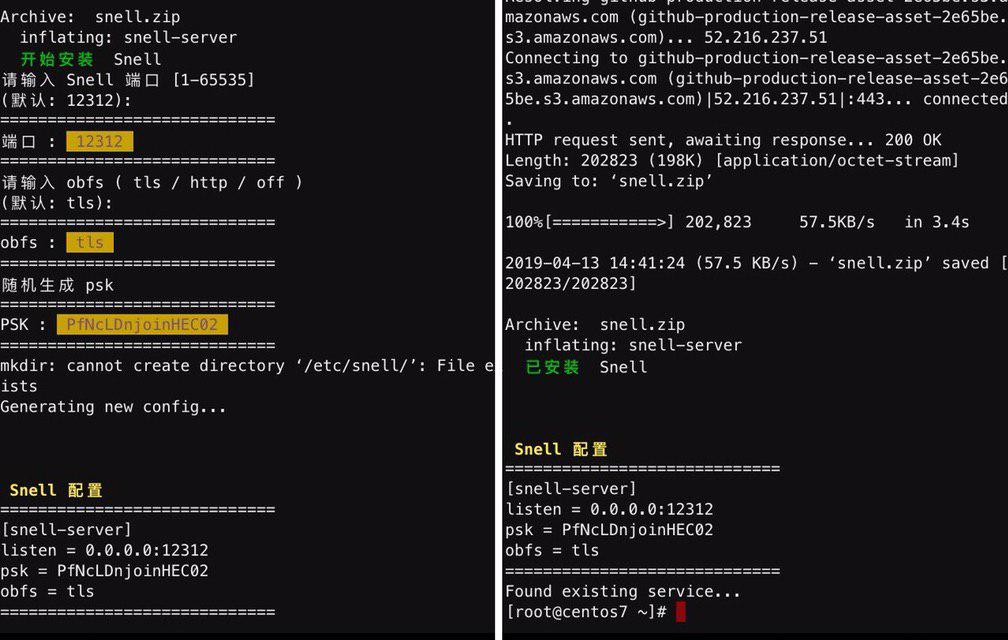 Archive:  snell.zip
  inflating: snell-server
  开始安装  Snell
请输入 Snell 端口 [1-65535]
(默认: 12312):
=============================
端口 : 12312
=============================
请输入 obfs ( tls / http / off )
(默认: tls):
=============================
obfs : tls
=============================
随机生成 psk
=============================
PSK : PfNcLDnjoinHEC02
=============================
mkdir: cannot create directory ‘/etc/snell/’: File e
ists
Generating new config...
Snell 配置
=============================
[snell-server]
listen = 0.0.0.0:12312
psk = PfNcLDnjoinHEC02
obfs = tls
=============================
mazonaws.com (github-production-release-asset-2e65be.
s3.amazonaws.com)... 52.216.237.51
Connecting to github-production-release-asset-2e65be.
s3.amazonaws.com (github-production-release-asset-2e6
5be.s3.amazonaws.com)|52.216.237.51|:443... connected
.
HTTP request sent, awaiting response... 200 OK
Length: 202823 (198K) [application/octet-stream]
Saving to: ‘snell.zip’
100%[===========>] 202,823     57.5KB/s   in 3.4s
2019-04-13 14:41:24 (57.5 KB/s) - ‘snell.zip’ saved [
202823/202823]
Archive:  snell.zip
  inflating: snell-server
  已安装  Snell
Snell 配置
=============================
[snell-server]
listen = 0.0.0.0:12312
psk = PfNcLDnjoinHEC02
obfs = tls
=============================
Found existing service...
[root@centos7 ~]#